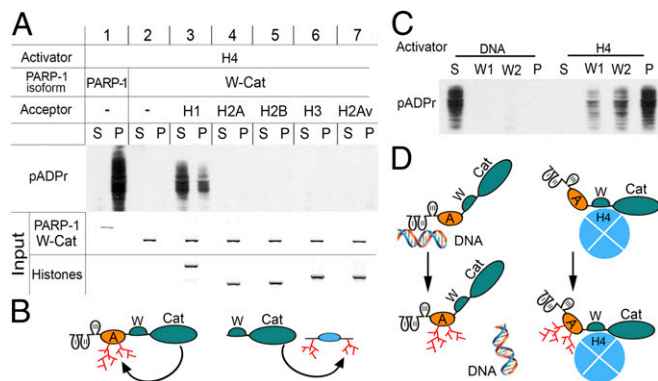 A
1 2 3 4 5 6 7
Activator H4
PARP-1 isoform PARP-1 W-Cat
Acceptor - - H1 H2A H2B H3 H2Av
S P S P S P S P S P S P S P
pADPr
Input
PARP-1
W-Cat
Histones
B
A W Cat
Cat
W
C
Activator DNA H4
S W1 W2 P S W1 W2 P
pADPr
D
A W Cat
DNA
A W Cat
H4
A W Cat
DNA
A W Cat
H4